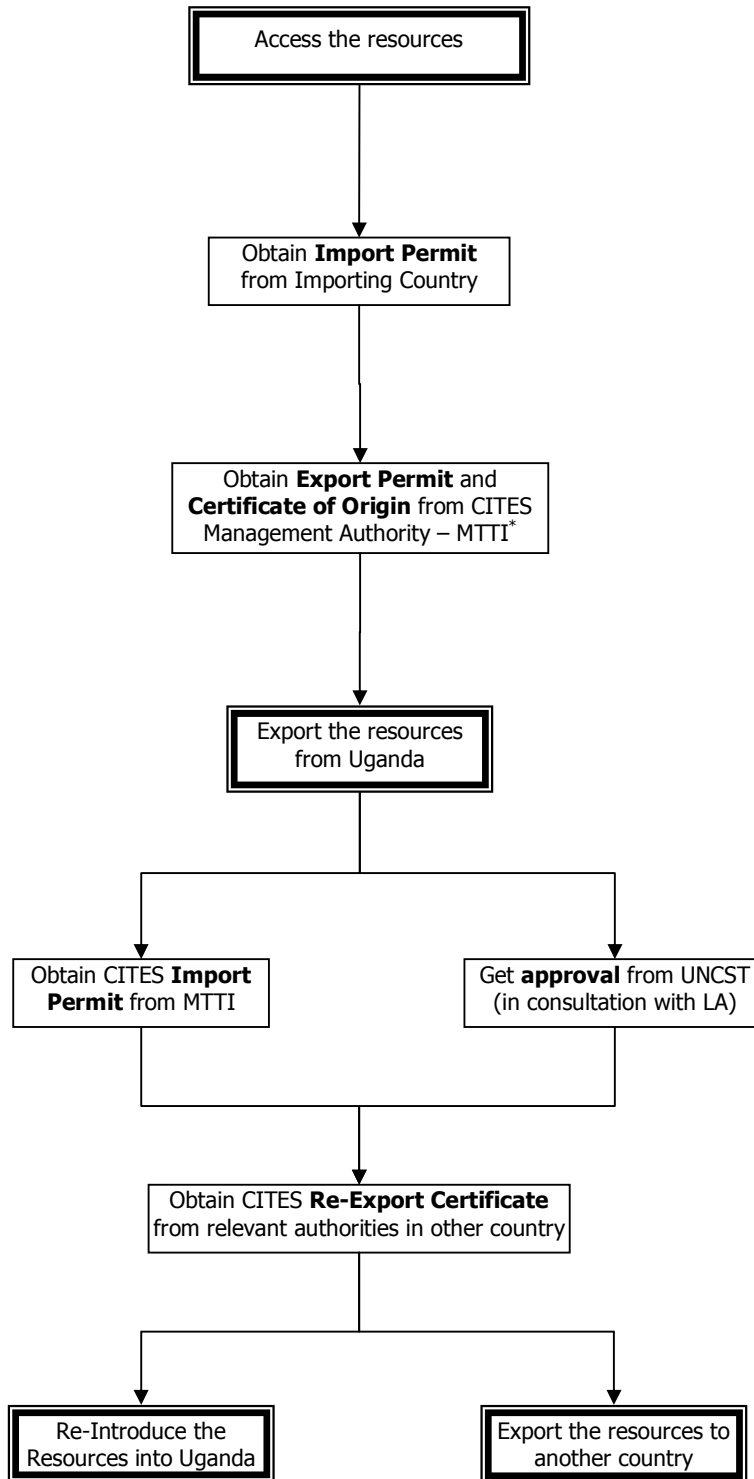 Access the resources
Obtain Import Permit
from Importing Country
Obtain Export Permit and
Certificate of Origin from CITES
Management Authority – MTTI*
Export the resources
from Uganda
Obtain CITES Import
Permit from MTTI
Get approval from UNCST
(in consultation with LA)
Obtain CITES Re-Export Certificate
from relevant authorities in other country
Re-Introduce the
Resources into Uganda
Export the resources to
another country